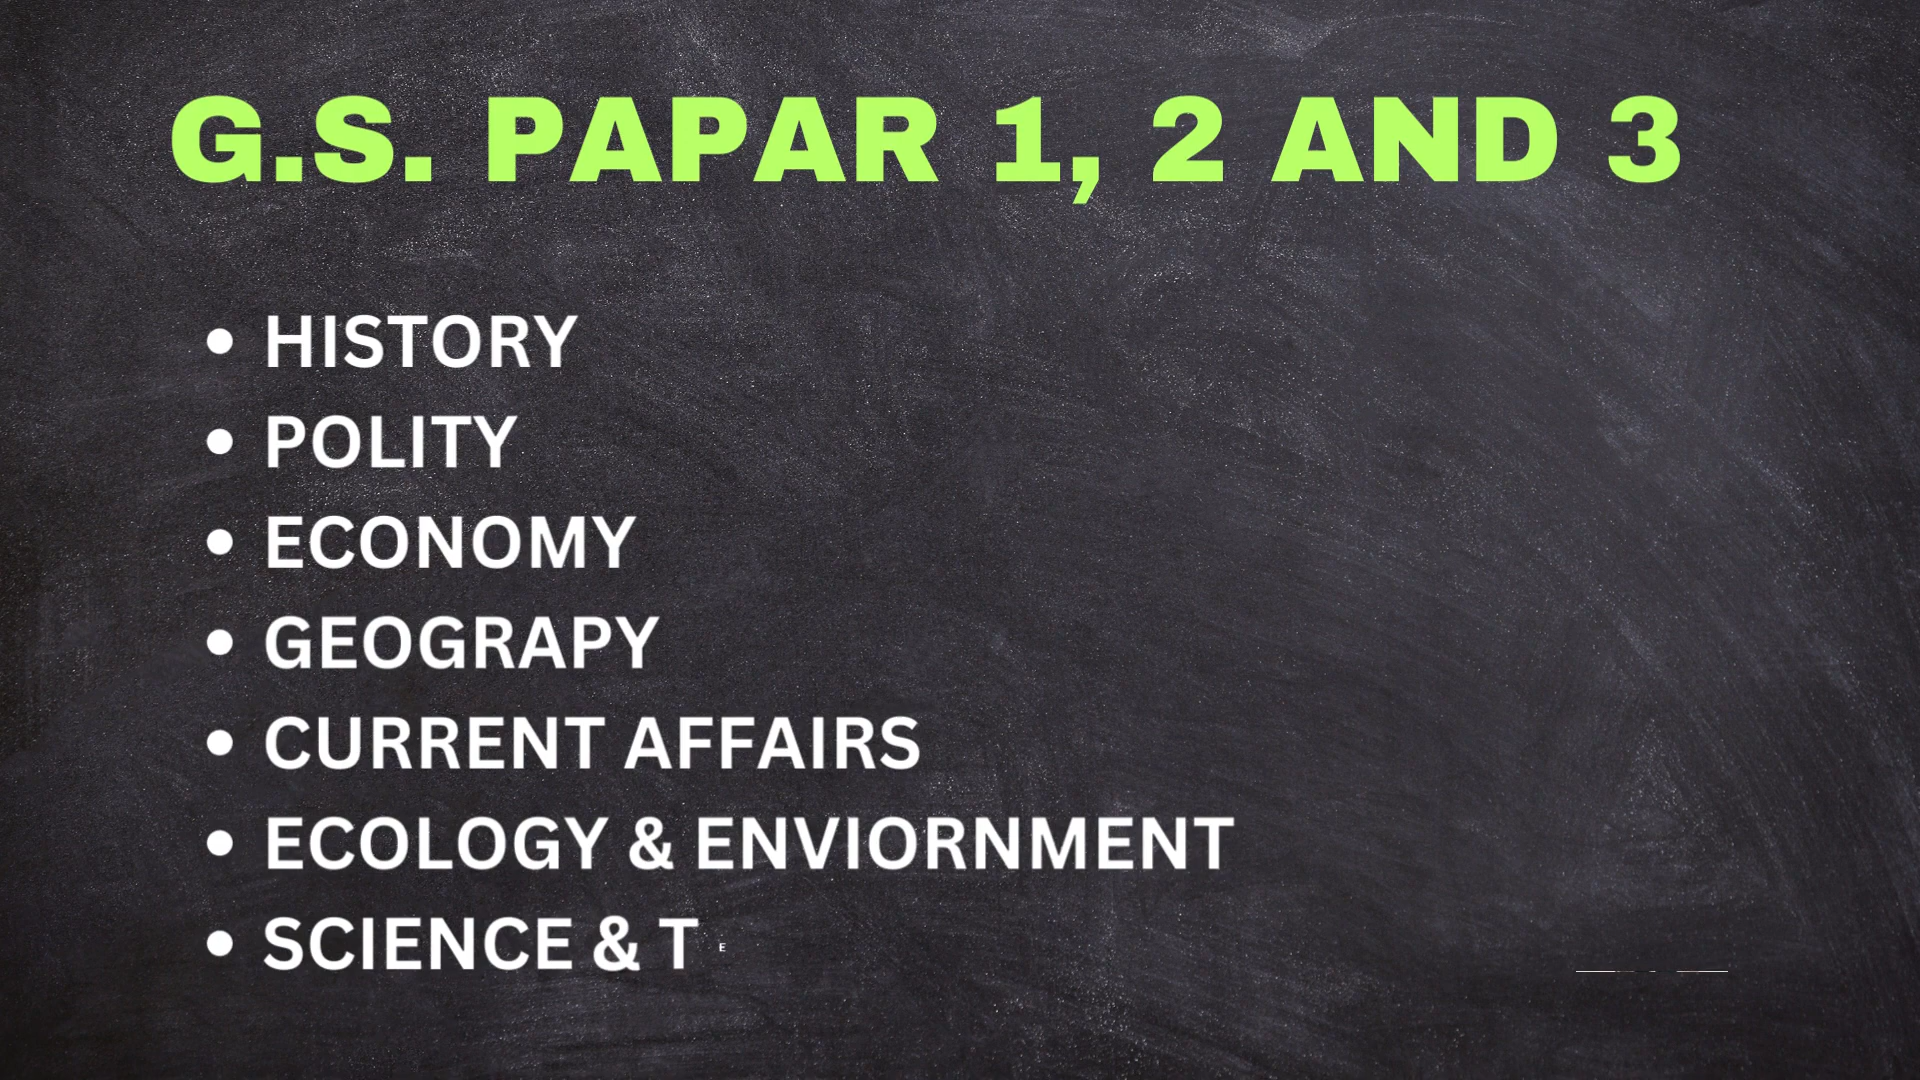 G.S. PAPAR 1, 2 AND 3
• HISTORY
• POLITY
• ECONOMY
• GEOGRAPY
• CURRENT AFFAIRS
• ECOLOGY & ENVIORNMENT
• SCIENCE & T E